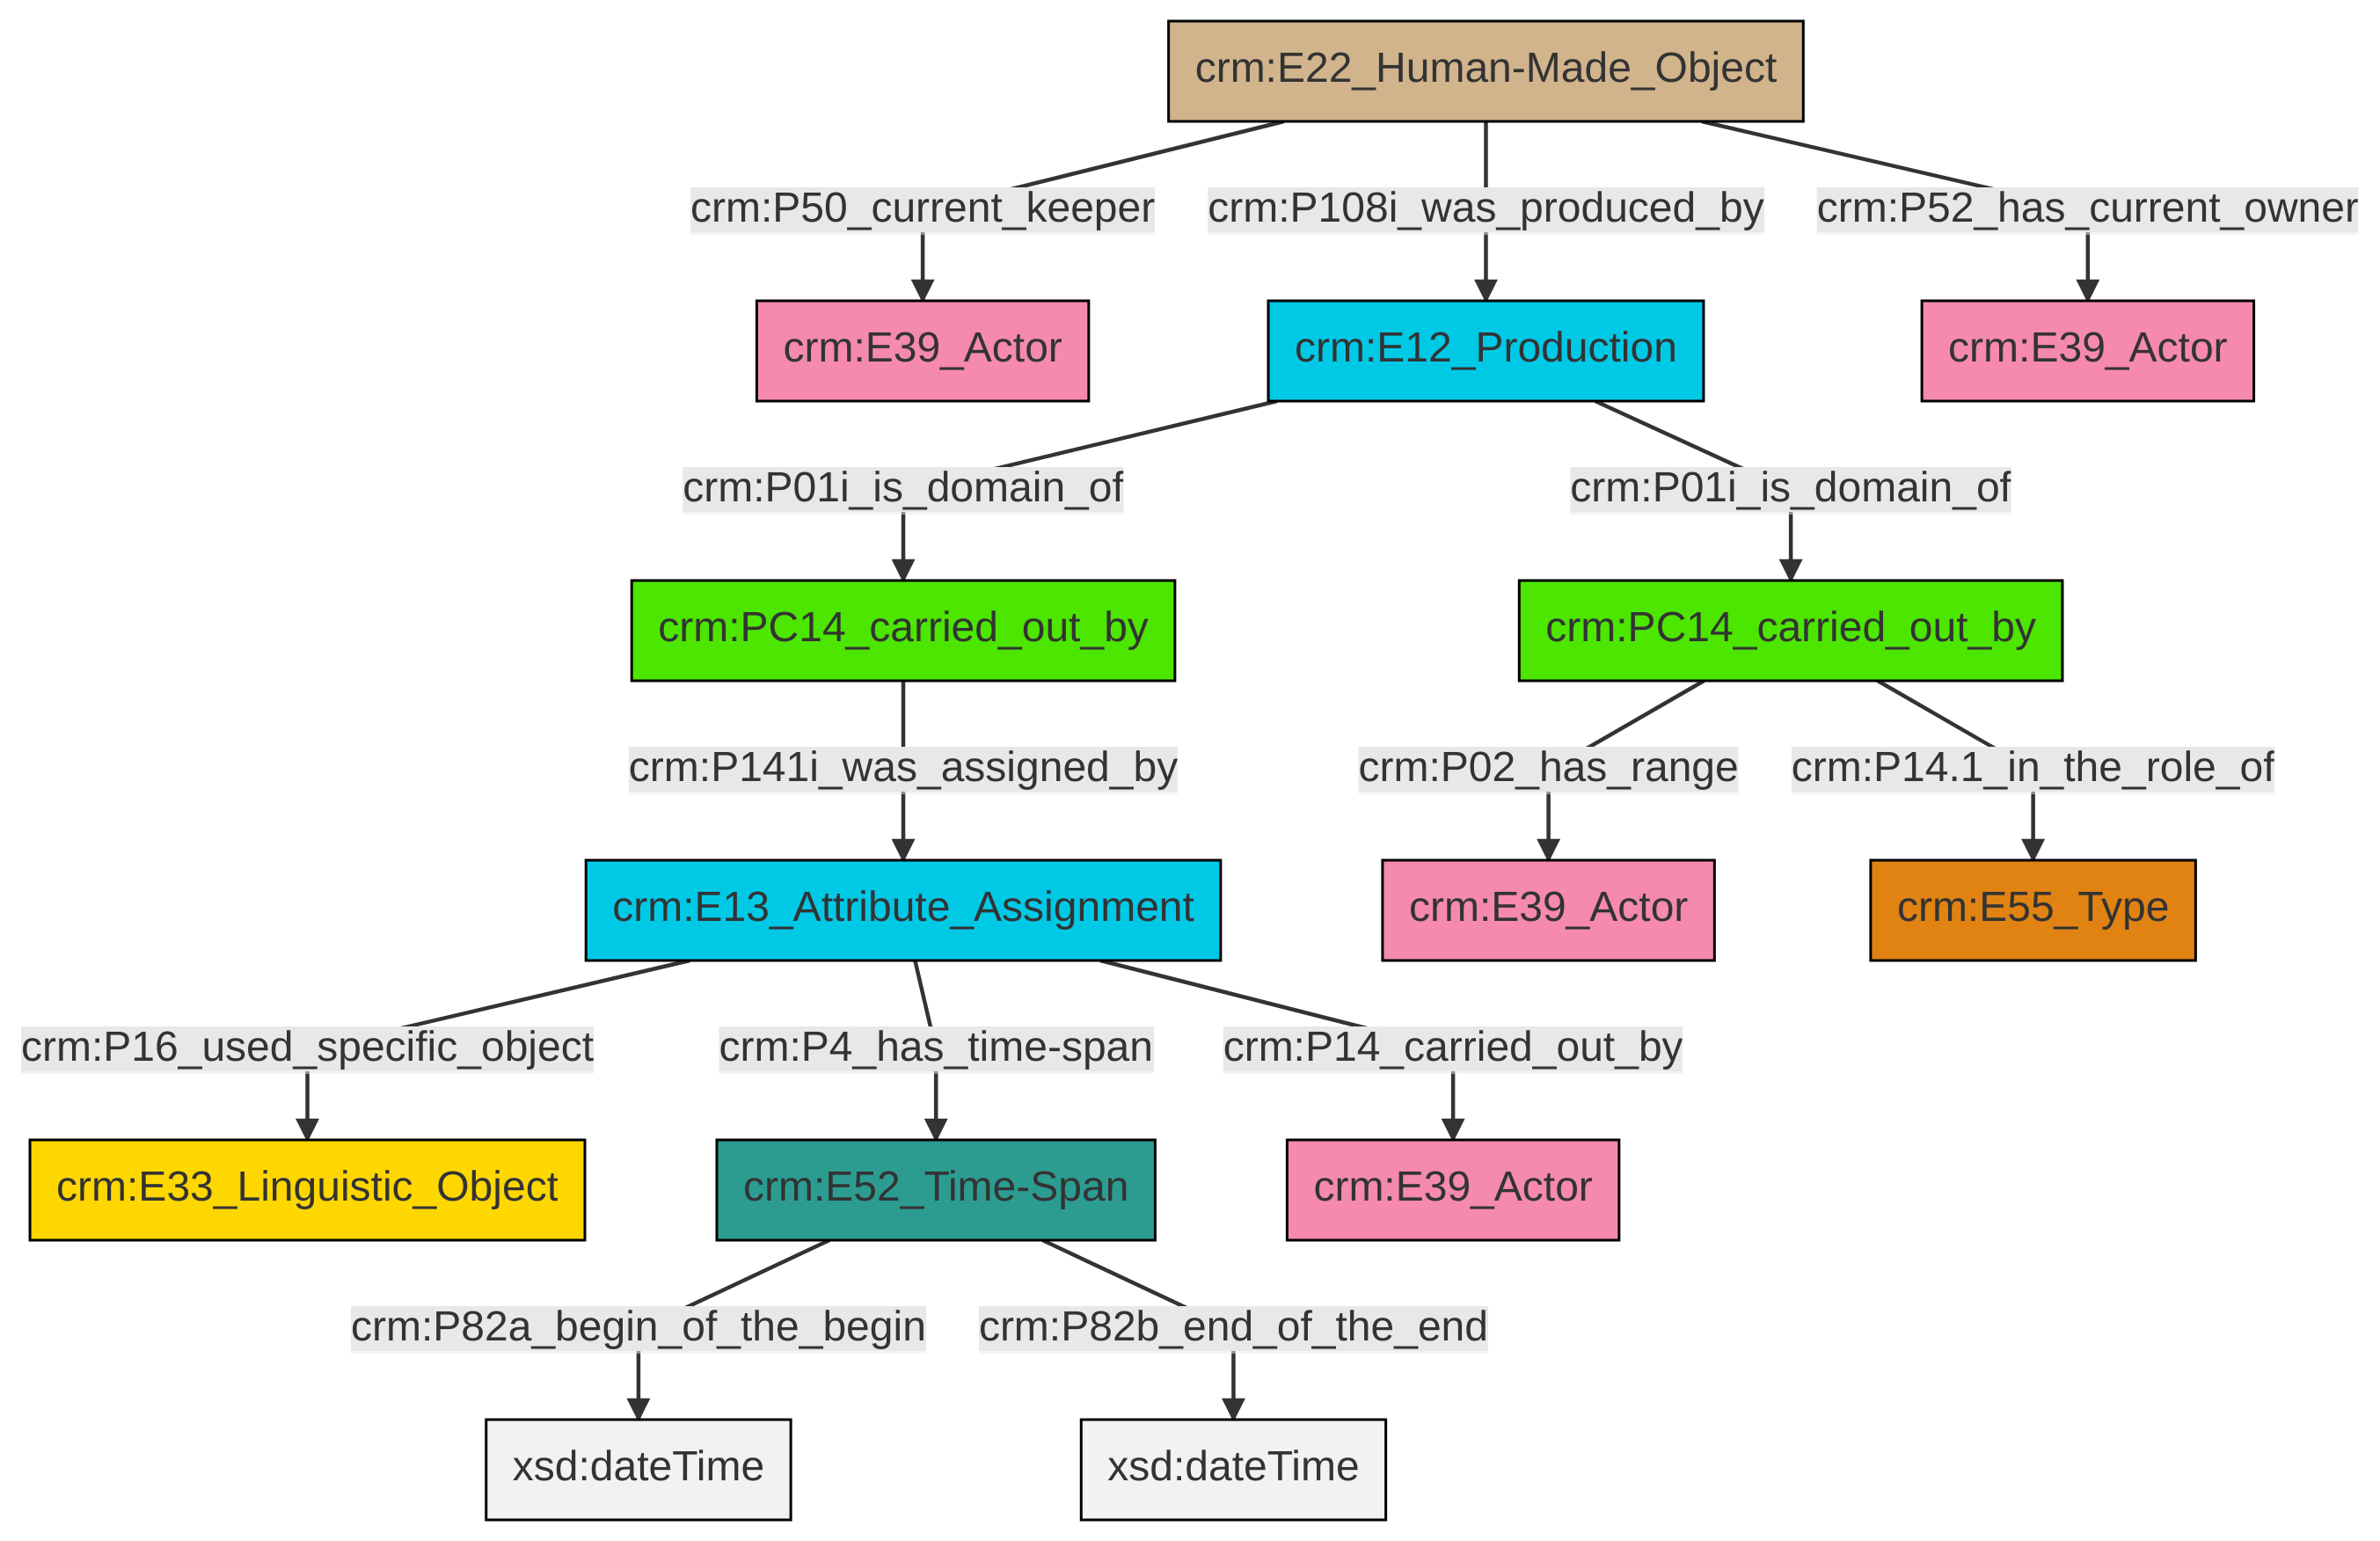 crm:E22_Human-Made_Object
crm:P50_current_keeper
crm:P108i_was_produced_by
crm:P52_has_current_owner
crm:E39_Actor
crm:E12_Production
crm:E39_Actor
crm:P01i_is_domain_of
crm:P01i_is_domain_of
crm:PC14_carried_out_by
crm:PC14_carried_out_by
crm:P141i_was_assigned_by
crm:P02_has_range
crm:P14.1_in_the_role_of
crm:E13_Attribute_Assignment
crm:E39_Actor
crm:E55_Type
crm:P16_used_specific_object
crm:P4_has_time-span
crm:P14_carried_out_by
crm:E33_Linguistic_Object
crm:E52_Time-Span
crm:E39_Actor
crm:P82a_begin_of_the_begin
crm:P82b_end_of_the_end
xsd:dateTime
xsd:dateTime